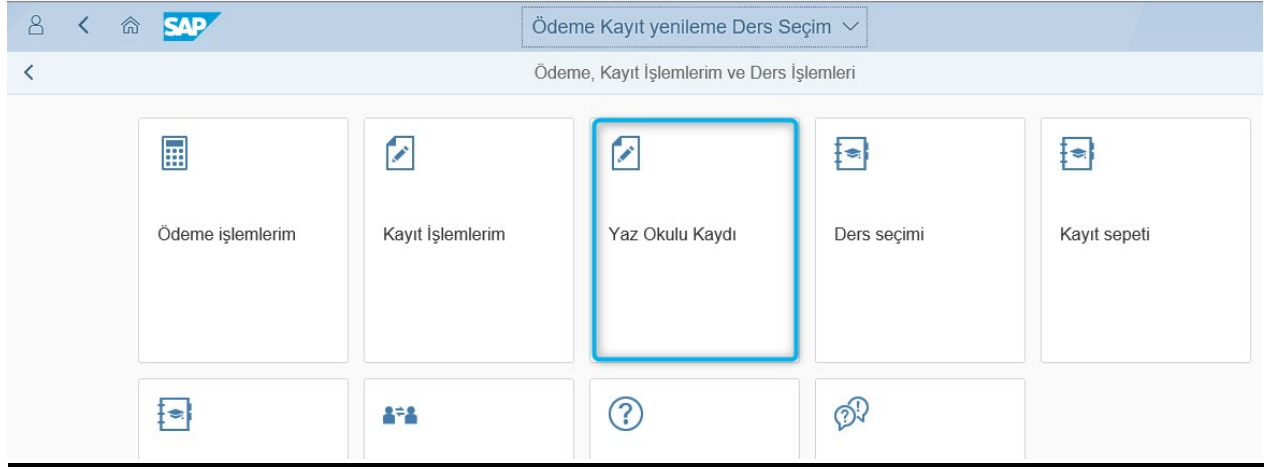 SAP
Ödeme Kayıt yenileme Ders Seçim
Ödeme, Kayıt İşlemlerim ve Ders İşlemleri
Ödeme işlemlerim
Kayıt İşlemlerim
Yaz Okulu Kaydı
Ders seçimi
Kayıt sepeti